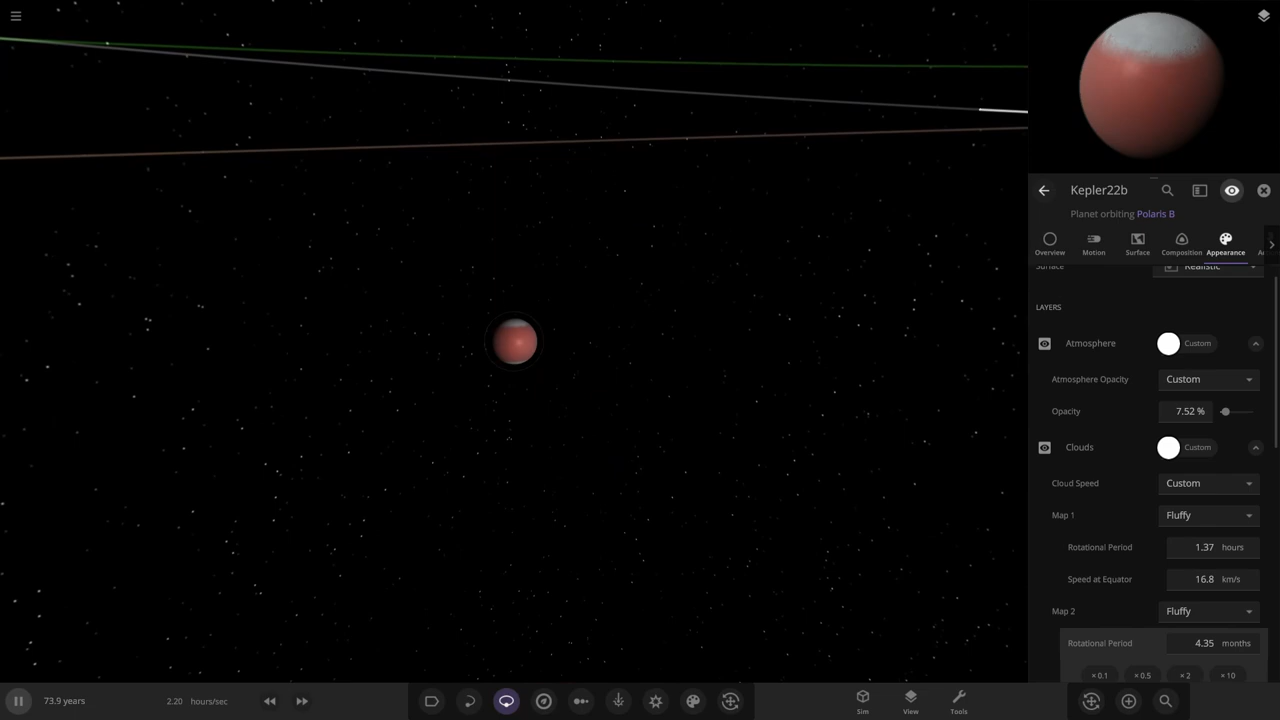 Kepler22b
Planet orbiting Polaris B
Overview Motion Surface Composition Appearance
Surface Realistic
LAYERS
Atmosphere Custom
Atmosphere Opacity Custom
Opacity 7.52 %
Clouds Custom
Cloud Speed Custom
Map 1 Fluffy
Rotational Period 1.37 hours
Speed at Equator 16.8 km/s
Map 2 Fluffy
Rotational Period 4.35 months
× 0.1 × 0.5 × 2 × 10
73.9 years 2.20 hours/sec Sim View Tools